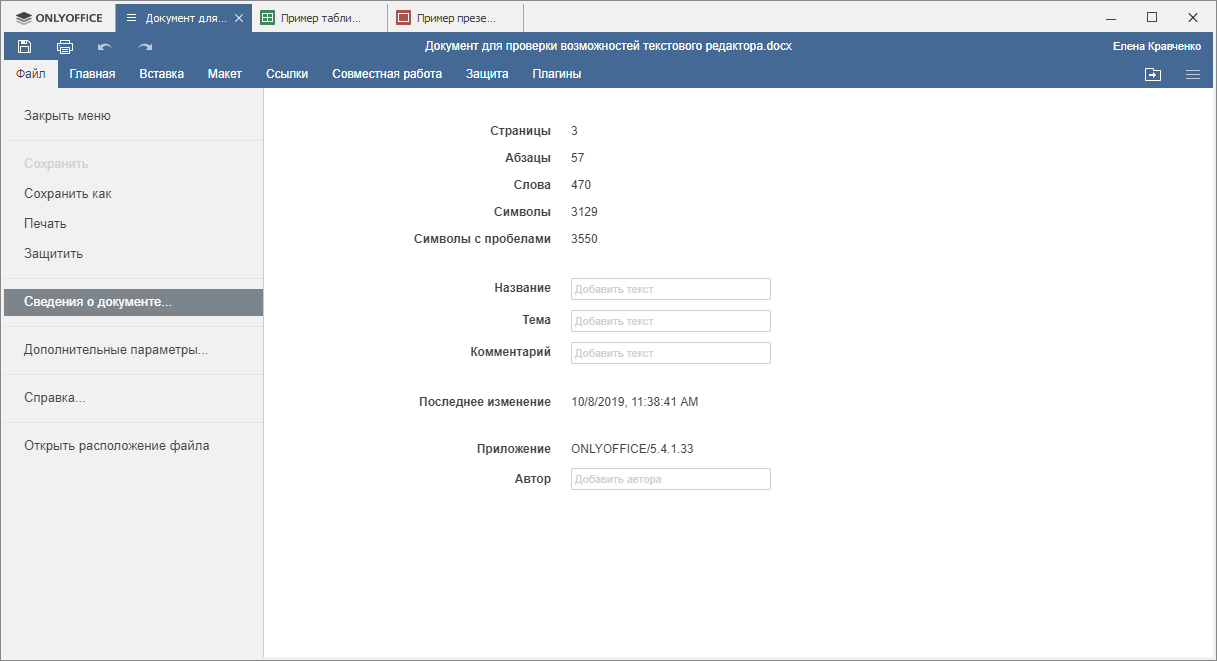 ONLYOFFICE Документ для... Пример табли... Пример презе...
Документ для проверки возможностей текстового редактора.docx Елена Кравченко
Файл Главная Вставка Макет Ссылки Совместная работа Защита Плагины
Закрыть меню
Сохранить
Сохранить как
Печать
Защитить
Сведения о документе...
Дополнительные параметры...
Справка...
Открыть расположение файла
Страницы 3
Абзацы 57
Слова 470
Символы 3129
Символы с пробелами 3550
Название Добавить текст
Тема Добавить текст
Комментарий Добавить текст
Последнее изменение 10/8/2019, 11:38:41 AM
Приложение ONLYOFFICE/5.4.1.33
Автор Добавить автора